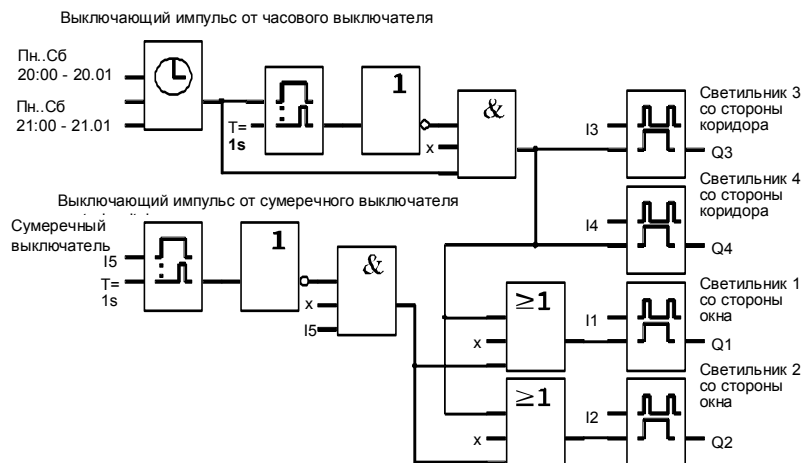 Выключающий импульс от часового выключателя
Пн..Сб
20:00 - 20.01
Пн..Сб
21:00 - 21.01
T=
1s
1
x
&
I3
Светильник 3
со стороны
коридора
Q3
I4
Светильник 4
со стороны
коридора
Q4
Выключающий импульс от сумеречного выключателя
Сумеречный
выключатель
I5
T=
1s
1
x
I5
&
≥1
x
I1
Светильник 1
со стороны
окна
Q1
≥1
x
I2
Светильник 2
со стороны
окна
Q2